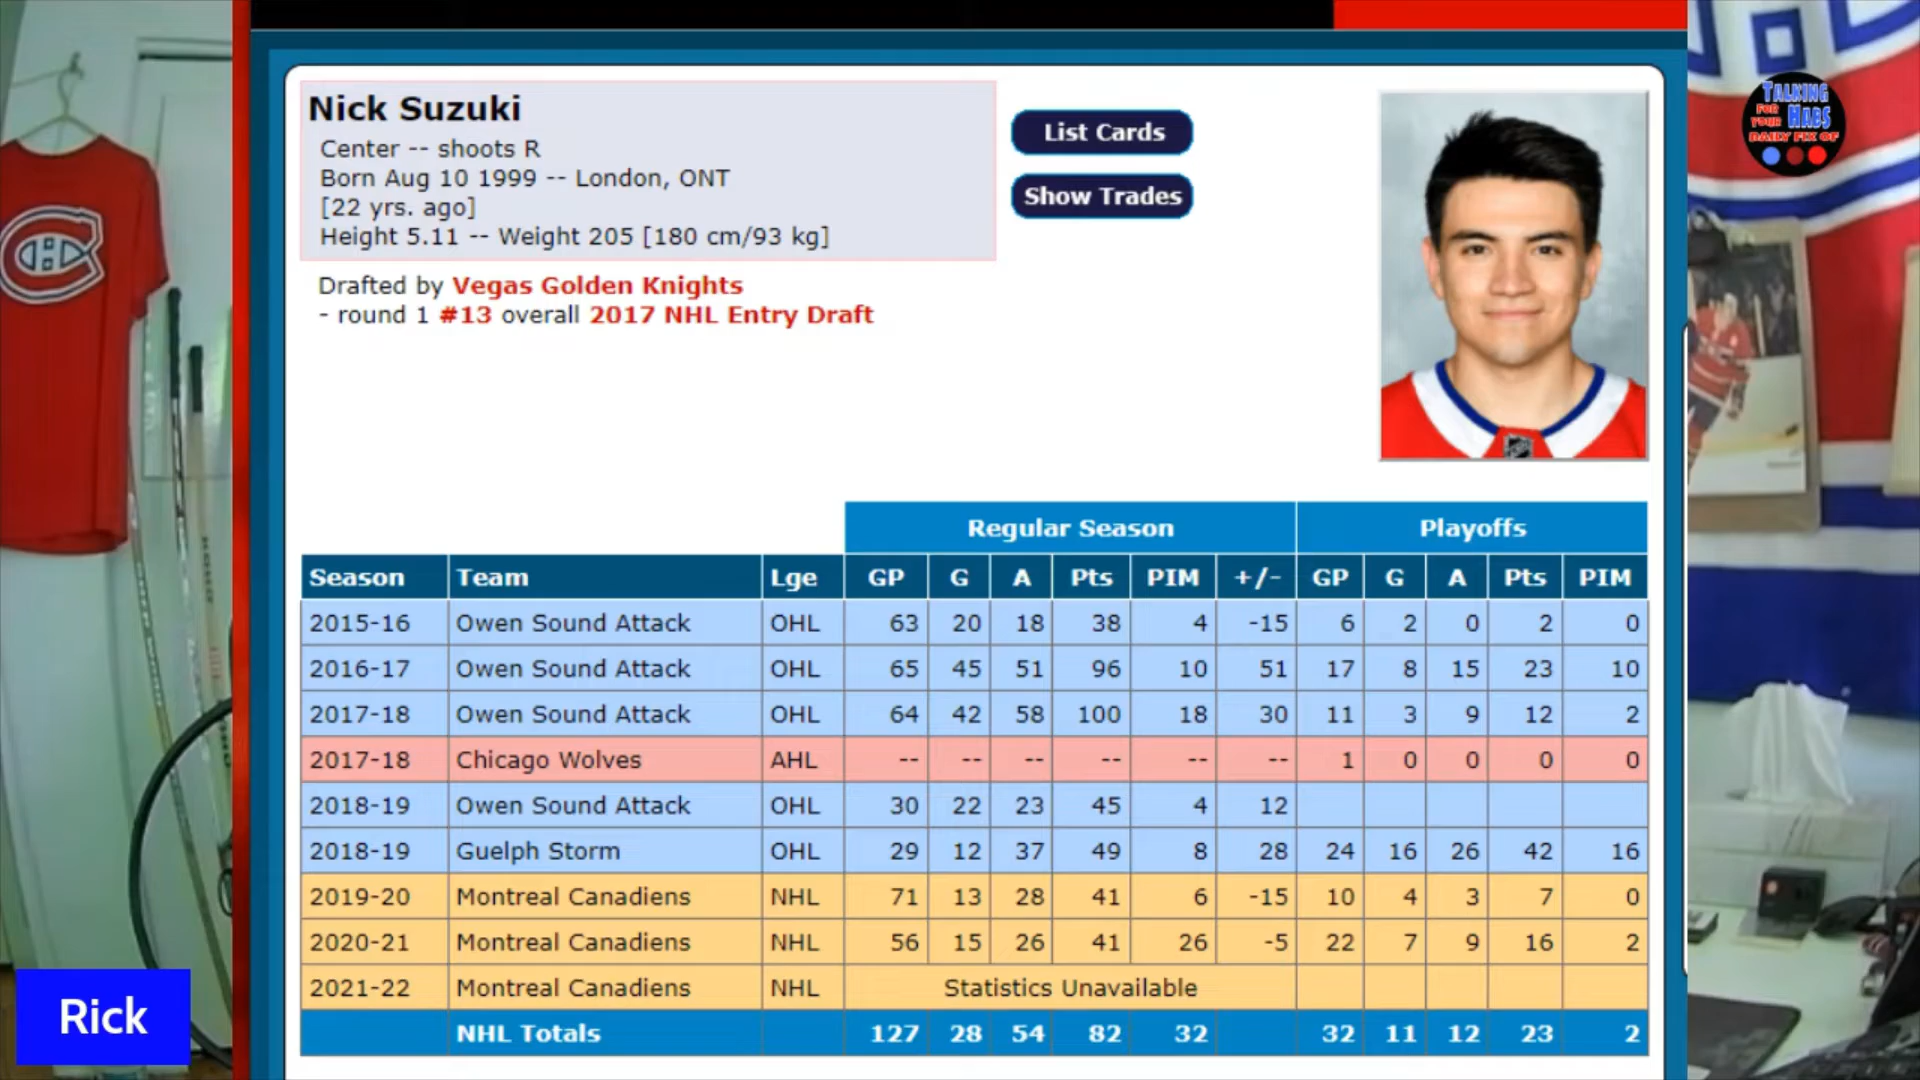 Nick Suzuki
Center -- shoots R
Born Aug 10 1999 -- London, ONT
[22 yrs. ago]
Height 5.11 -- Weight 205 [180 cm/93 kg]
Drafted by Vegas Golden Knights
- round 1 #13 overall 2017 NHL Entry Draft
List Cards
Show Trades
TALKING
FOR
YOUR HABS
DAILY FIX OF
Regular Season Playoffs
Season Team Lge GP G A Pts PIM +/- GP G A Pts PIM
2015-16 Owen Sound Attack OHL 63 20 18 38 4 -15 6 2 0 2 0
2016-17 Owen Sound Attack OHL 65 45 51 96 10 51 17 8 15 23 10
2017-18 Owen Sound Attack OHL 64 42 58 100 18 30 11 3 9 12 2
2017-18 Chicago Wolves AHL -- -- -- -- -- -- 1 0 0 0 0
2018-19 Owen Sound Attack OHL 30 22 23 45 4 12
2018-19 Guelph Storm OHL 29 12 37 49 8 28 24 16 26 42 16
2019-20 Montreal Canadiens NHL 71 13 28 41 6 -15 10 4 3 7 0
2020-21 Montreal Canadiens NHL 56 15 26 41 26 -5 22 7 9 16 2
2021-22 Montreal Canadiens NHL Statistics Unavailable
NHL Totals 127 28 54 82 32 32 11 12 23 2
Rick